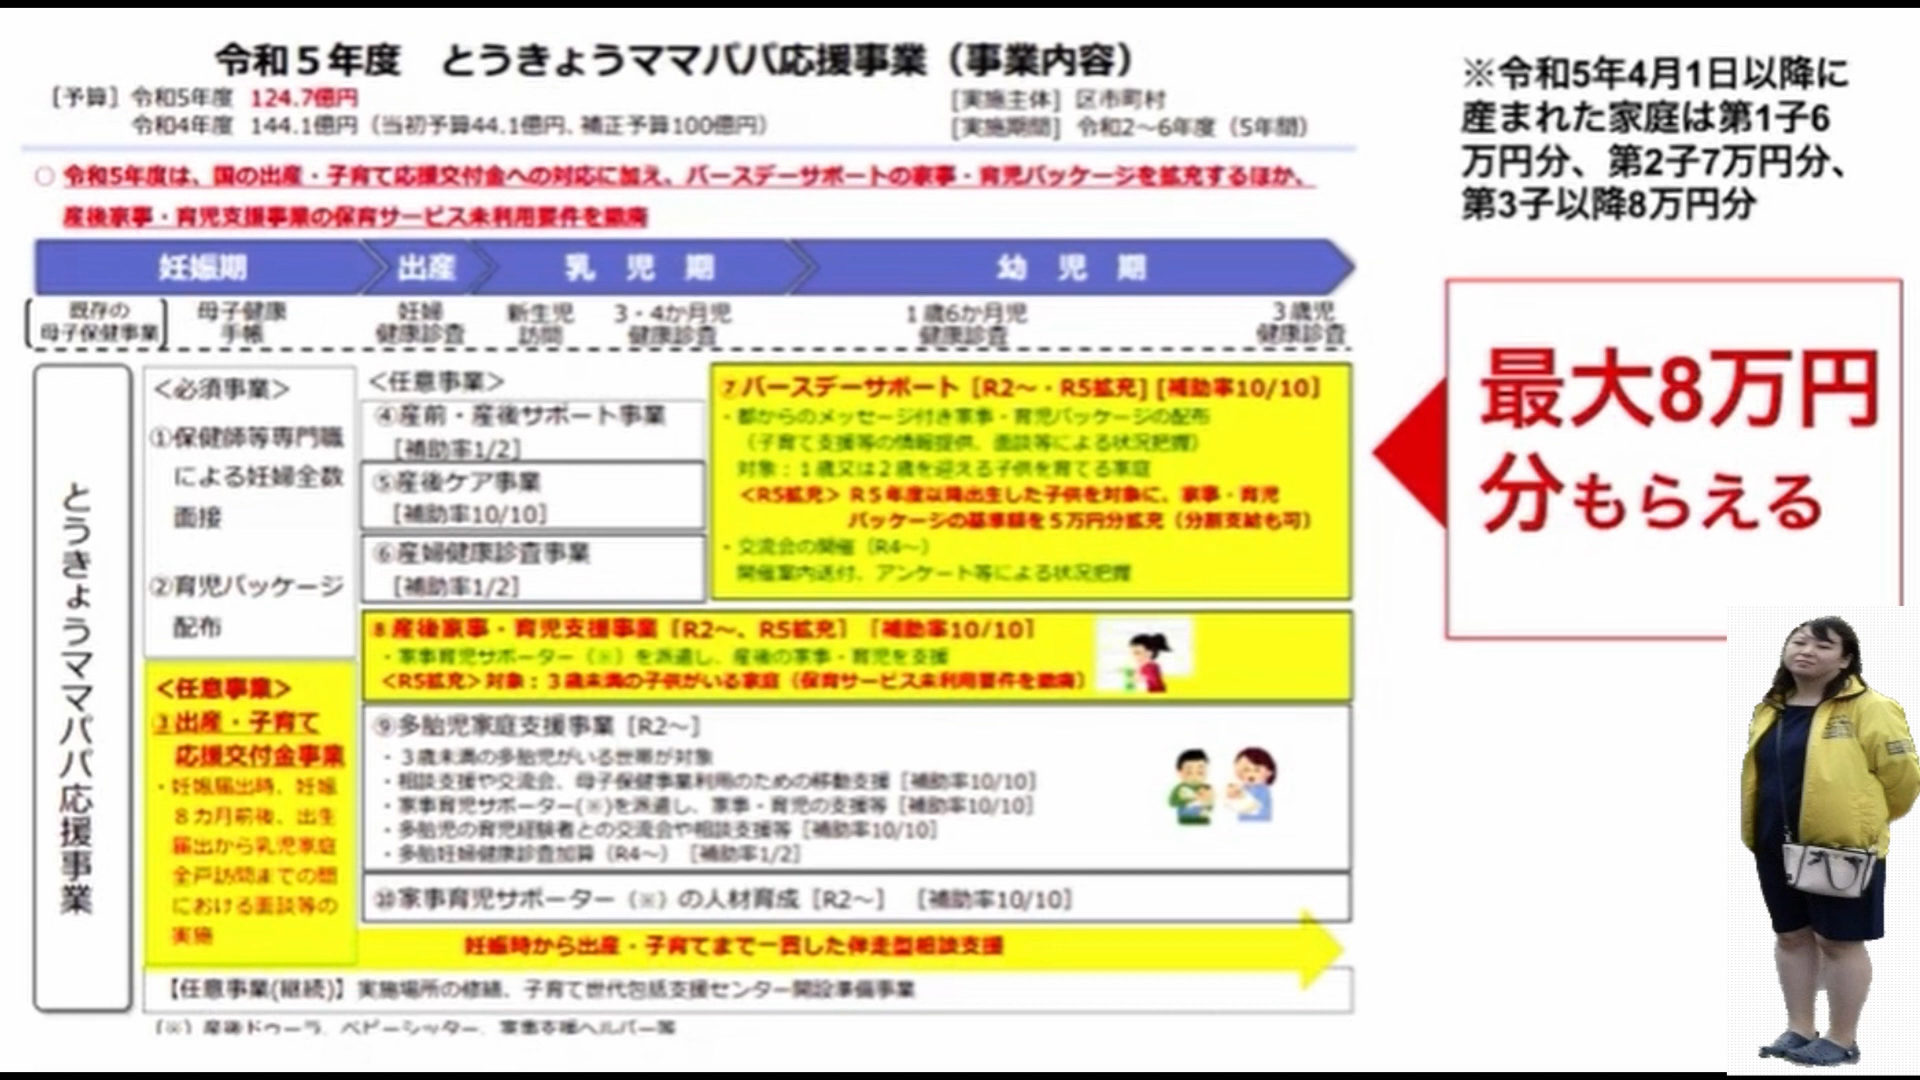 令和５年度　とうきょうママパパ応援事業（事業内容）
［予算］令和5年度　124.7億円
令和4年度　144.1億円（当初予算44.1億円、補正予算100億円）
［実施主体］区市町村
［実施期間］令和2～6年度（5年間）
○ 令和5年度は、国の出産・子育て応援交付金への対応に加え、バースデーサポートの家事・育児パッケージを拡充するほか、
産後家事・育児支援事業の保育サービス未利用要件を撤廃
妊娠期　出産　乳　児　期　幼　児　期
既存の
母子保健事業
母子健康
手帳
妊婦
健康診査
新生児
訪問
3・4か月児
健康診査
１歳6か月児
健康診査
３歳児
健康診査
とうきょうママパパ応援事業
＜必須事業＞
①保健師等専門職
による妊婦全数
面接
②育児パッケージ
配布
＜任意事業＞
③出産・子育て
応援交付金事業
・妊娠届出時、妊娠
８カ月前後、出生
届出から乳児家庭
全戸訪問までの間
における面談等の
実施
＜任意事業＞
④産前・産後サポート事業
［補助率1/2］
⑤産後ケア事業
［補助率10/10］
⑥産婦健康診査事業
［補助率1/2］
⑦バースデーサポート［R2～・R5拡充］［補助率10/10］
・都からのメッセージ付き家事・育児パッケージの配布
（子育て支援等の情報提供、面談等による状況把握）
対象：１歳又は２歳を迎える子供を育てる家庭
＜R5拡充＞ R５年度以降出生した子供を対象に、家事・育児
パッケージの基準額を５万円分拡充（分割支給も可）
・交流会の開催（R4～）
開催案内送付、アンケート等による状況把握
⑧産後家事・育児支援事業［R2～、R5拡充］［補助率10/10］
・家事育児サポーター（※）を派遣し、産後の家事・育児を支援
＜R5拡充＞対象：３歳未満の子供がいる家庭（保育サービス未利用要件を撤廃）
⑨多胎児家庭支援事業［R2～］
・３歳未満の多胎児がいる世帯が対象
・相談支援や交流会、母子保健事業利用のための移動支援［補助率10/10］
・家事育児サポーター(※)を派遣し、家事・育児の支援等［補助率10/10］
・多胎児の育児経験者との交流会や相談支援等［補助率10/10］
・多胎妊婦健康診査加算（R4～）［補助率1/2］
⑩家事育児サポーター（※）の人材育成［R2～］［補助率10/10］
妊娠時から出産・子育てまで一貫した伴走型相談支援
【任意事業(継続)】実施場所の修繕、子育て世代包括支援センター開設準備事業
（※）産後ドゥーラ、ベビーシッター、家事支援ヘルパー等
※令和5年4月1日以降に
産まれた家庭は第1子6
万円分、第2子7万円分、
第3子以降8万円分
最大8万円
分もらえる